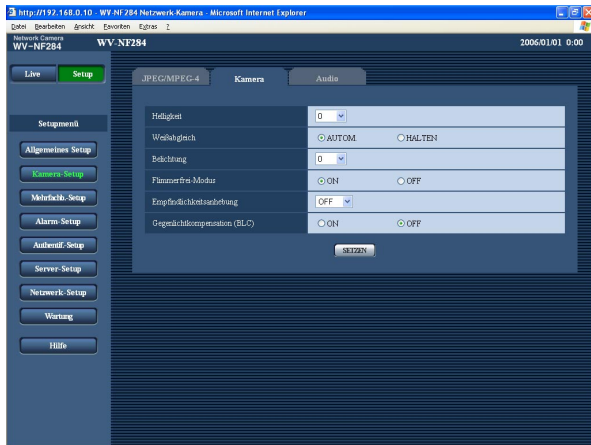 http://192.168.0.10 - WV-NF284 Netzwerk-Kamera - Microsoft Internet Explorer
Datei Bearbeiten Ansicht Favoriten Extras ?
Network Camera
WV-NF284
WV-NF284
2006/01/01 0:00
Live Setup
JPEG/MPEG-4 Kamera Audio
Setupmenü
Allgemeines Setup
Kamera-Setup
Mehrfachb.-Setup
Alarm-Setup
Authentif.-Setup
Server-Setup
Netzwerk-Setup
Wartung
Hilfe
Helligkeit 0
Weißabgleich AUTOM. HALTEN
Belichtung 0
Flimmerfrei-Modus ON OFF
Empfindlichkeitsanhebung OFF
Gegenlichtkompensation (BLC) ON OFF
SETZEN